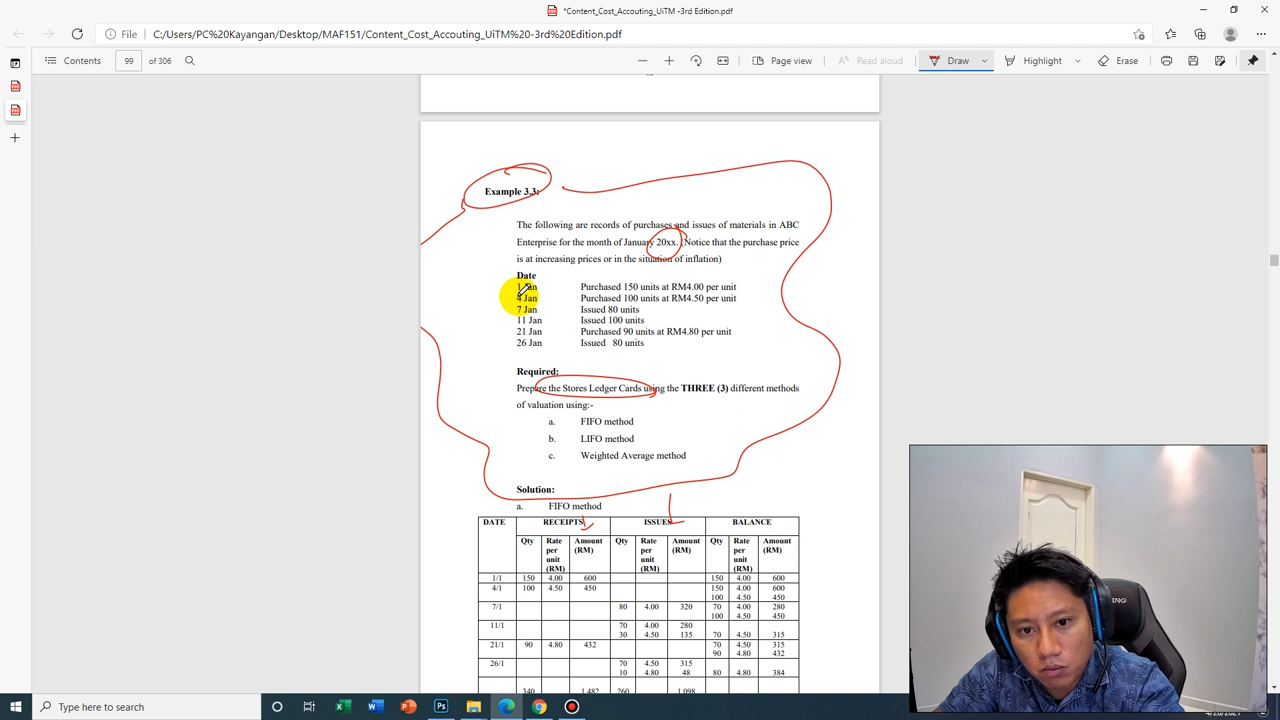 *Content_Cost_Accouting_UiTM -3rd Edition.pdf
File C:/Users/PC%20Kayangan/Desktop/MAF151/Content_Cost_Accouting_UiTM%20-3rd%20Edition.pdf
Contents 99 of 306 Page view Read aloud Draw Highlight Erase
Example 3.3:
The following are records of purchases and issues of materials in ABC
Enterprise for the month of January 20xx. (Notice that the purchase price
is at increasing prices or in the situation of inflation)
Date
1 Jan Purchased 150 units at RM4.00 per unit
4 Jan Purchased 100 units at RM4.50 per unit
7 Jan Issued 80 units
11 Jan Issued 100 units
21 Jan Purchased 90 units at RM4.80 per unit
26 Jan Issued 80 units
Required:
Prepare the Stores Ledger Cards using the THREE (3) different methods
of valuation using:-
a. FIFO method
b. LIFO method
c. Weighted Average method
Solution:
a. FIFO method
DATE RECEIPTS ISSUES BALANCE
Qty Rate per unit (RM) Amount (RM) Qty Rate per unit (RM) Amount (RM) Qty Rate per unit (RM) Amount (RM)
1/1 150 4.00 600 150 4.00 600
4/1 100 4.50 450 150 4.00 600
100 4.50 450
7/1 80 4.00 320 70 4.00 280
100 4.50 450
11/1 70 4.00 280
30 4.50 135 70 4.50 315
21/1 90 4.80 432 70 4.50 315
90 4.80 432
26/1 70 4.50 315
10 4.80 48 80 4.80 384
340 1,482 260 1,098
Type here to search